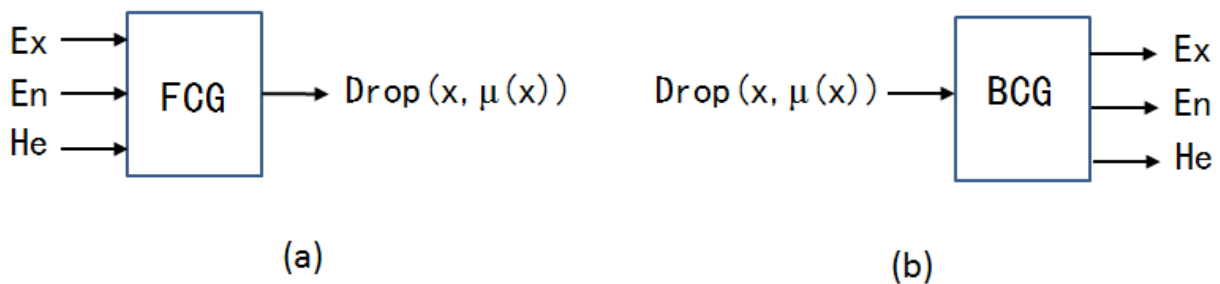 Ex
En
He
FCG
Drop(x,μ(x))
(a)
Drop(x,μ(x))
BCG
Ex
En
He
(b)